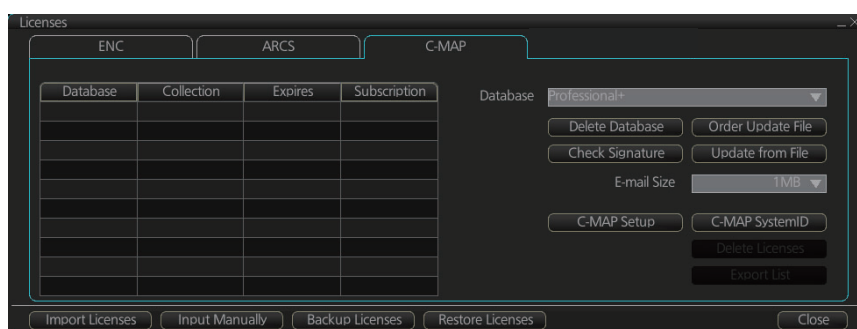 Licenses
ENC ARCS C-MAP
Database Collection Expires Subscription
Database Professional+
Delete Database Order Update File
Check Signature Update from File
E-mail Size 1MB
C-MAP Setup C-MAP SystemID
Delete Licenses
Export List
Import Licenses Input Manually Backup Licenses Restore Licenses Close